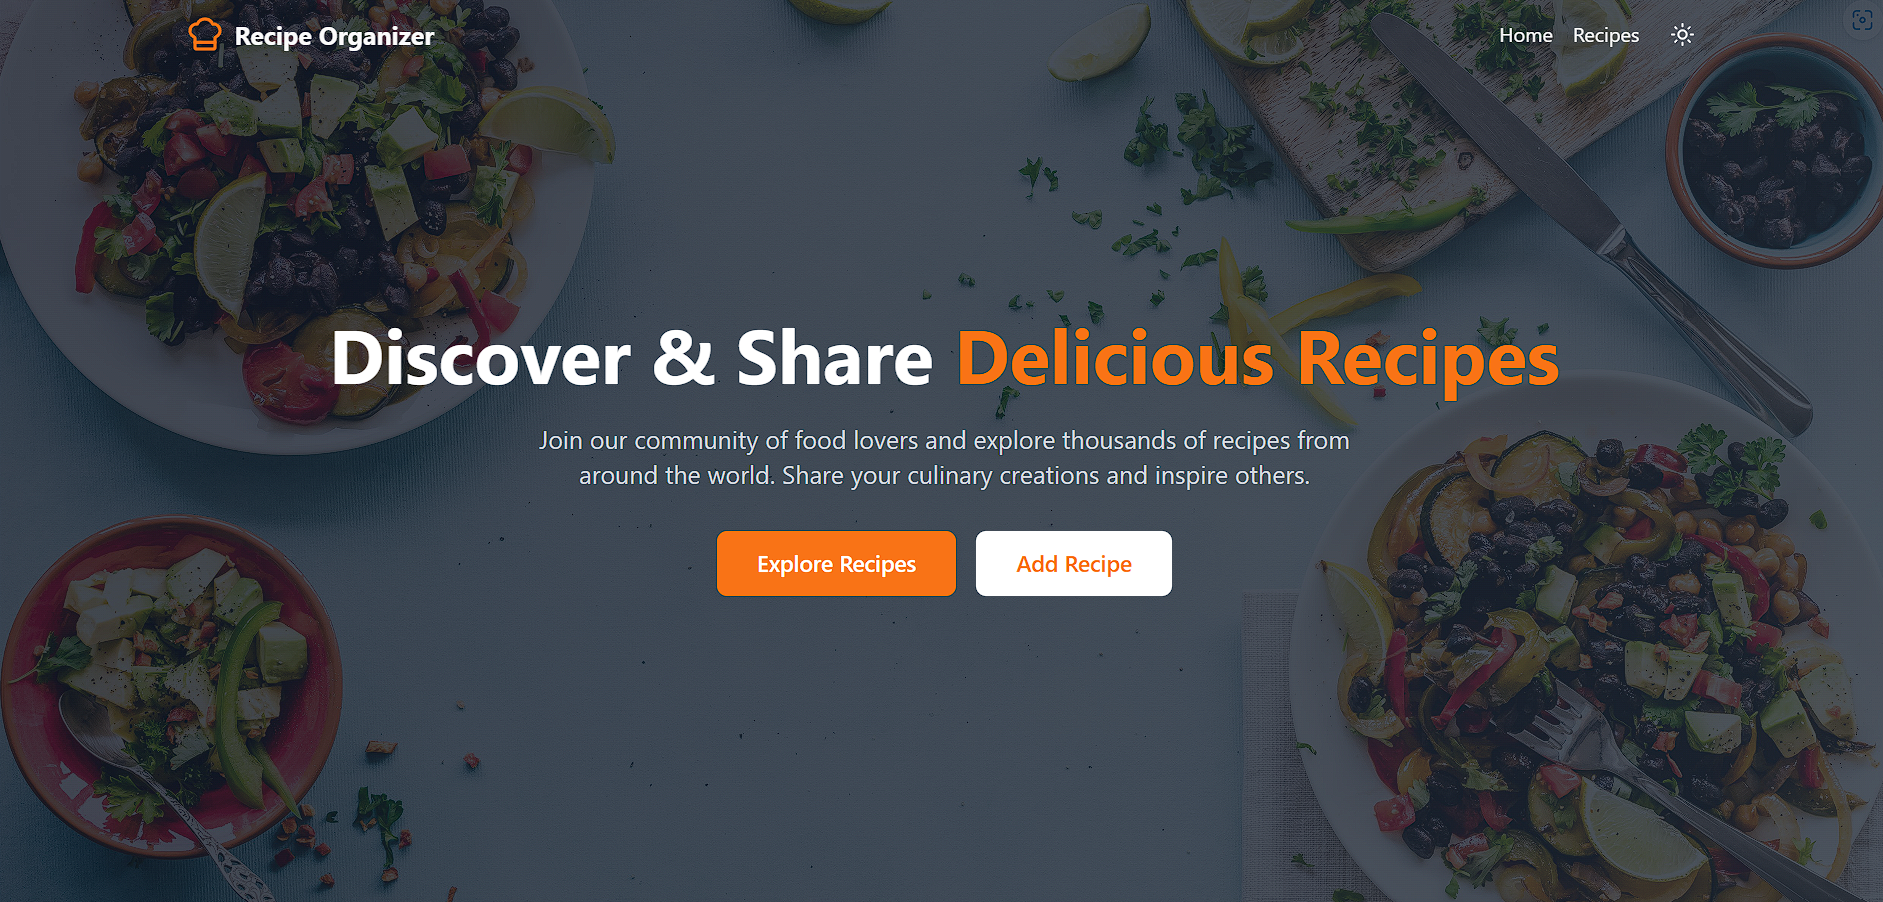 Recipe Organizer
Home
Recipes
Discover & Share Delicious Recipes
Join our community of food lovers and explore thousands of recipes from
around the world. Share your culinary creations and inspire others.
Explore Recipes
Add Recipe